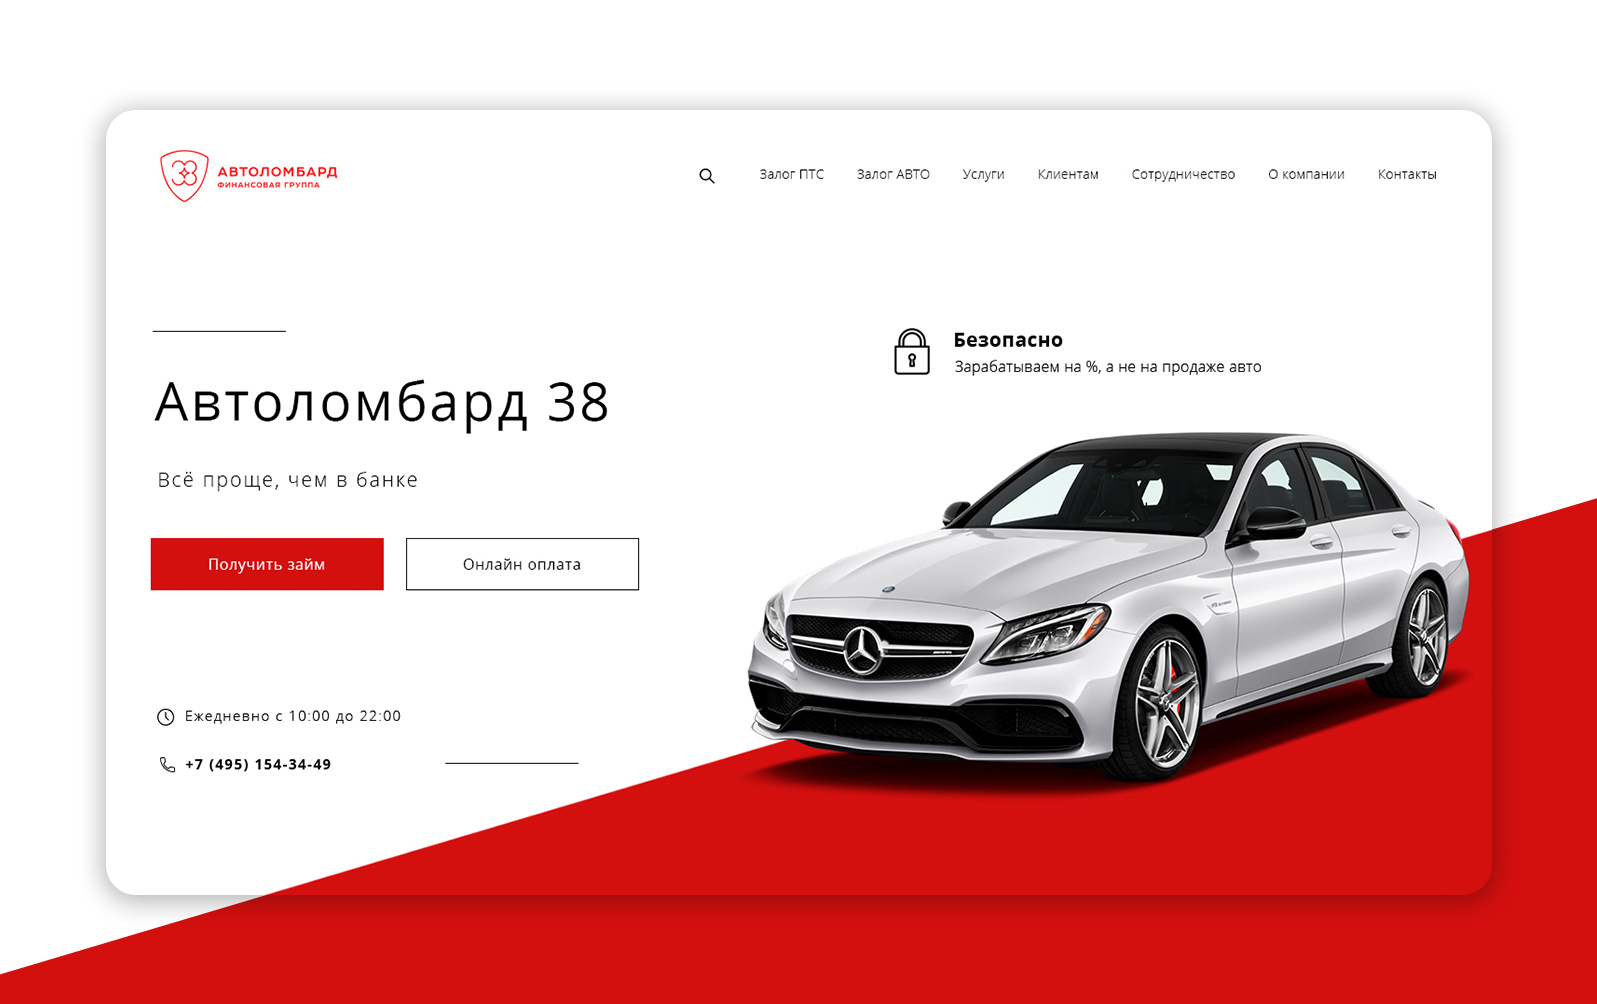 АВТОЛОМБАРД
ФИНАНСОВАЯ ГРУППА
Залог ПТС
Залог АВТО
Услуги
Клиентам
Сотрудничество
О компании
Контакты
Безопасно
Зарабатываем на %, а не на продаже авто
Автоломбард 38
Всё проще, чем в банке
Получить займ
Онлайн оплата
Ежедневно с 10:00 до 22:00
+7 (495) 154-34-49